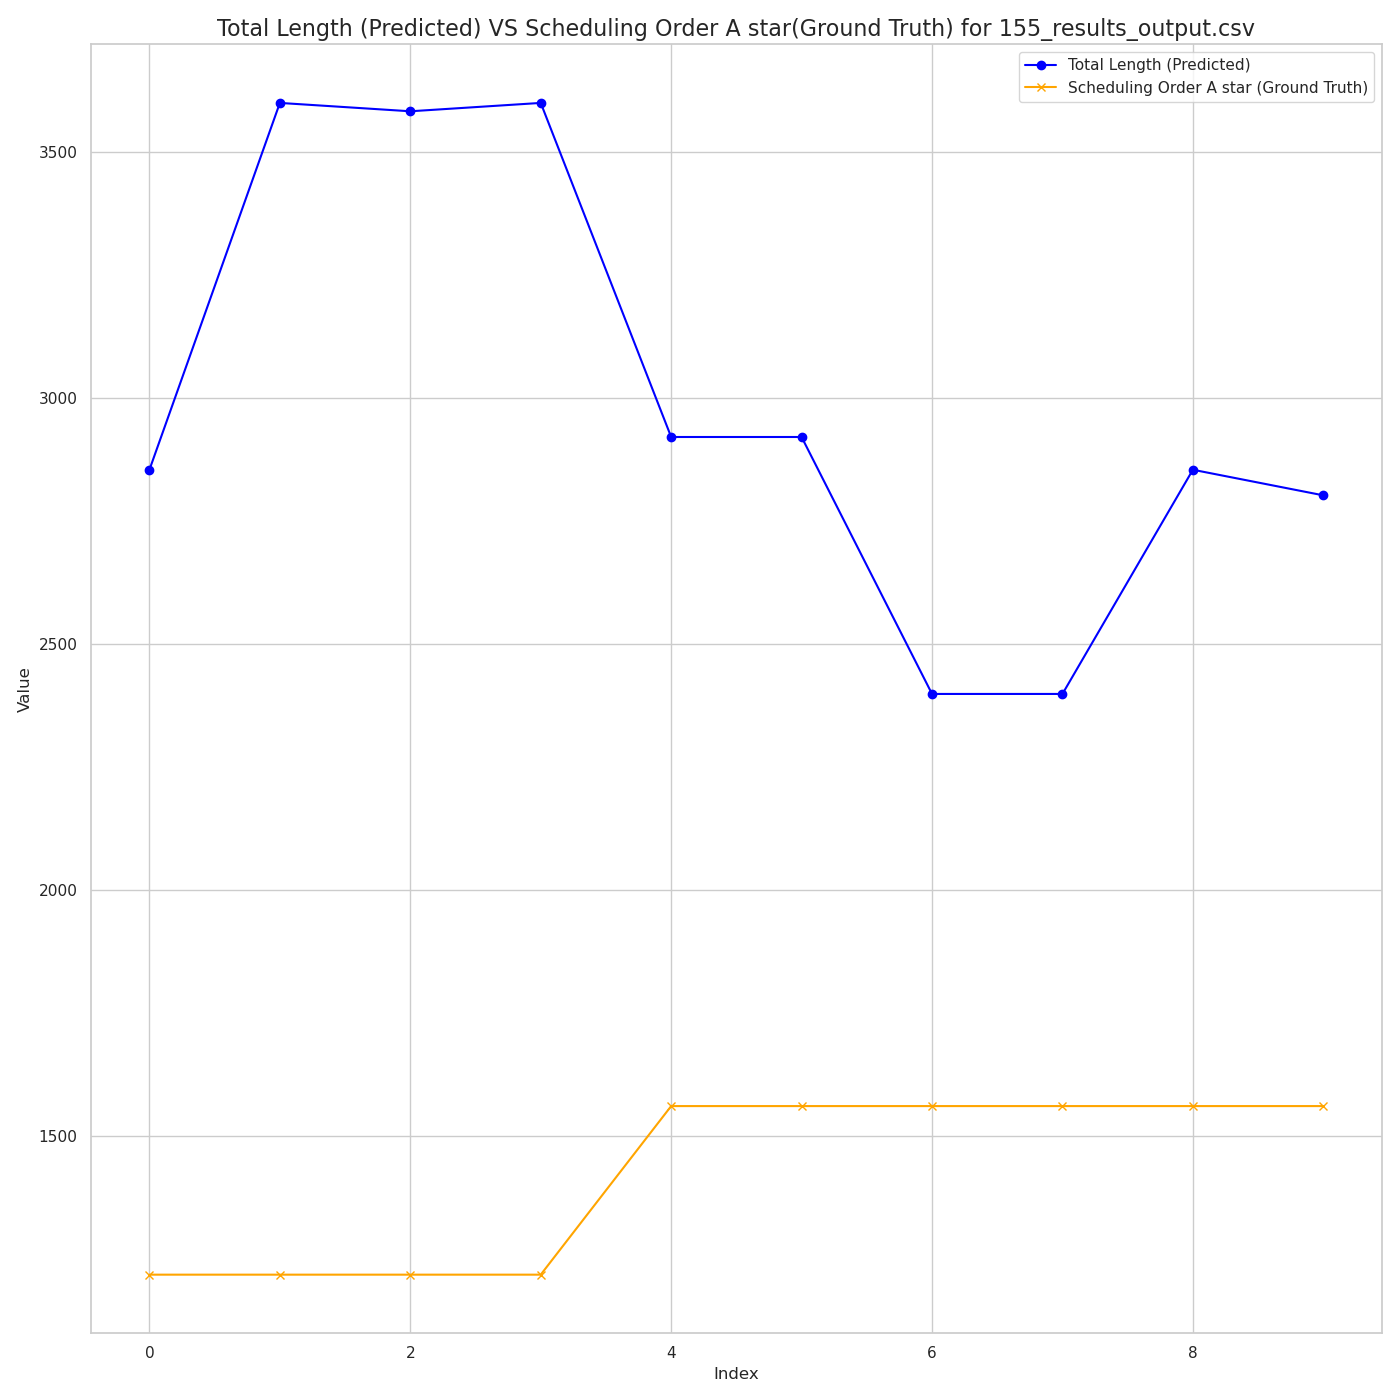 Total Length (Predicted) VS Scheduling Order A star(Ground Truth) for 155_results_output.csv
Total Length (Predicted)
Scheduling Order A star (Ground Truth)
3500
3000
2500
2000
1500
Value
0 2 4 6 8
Index